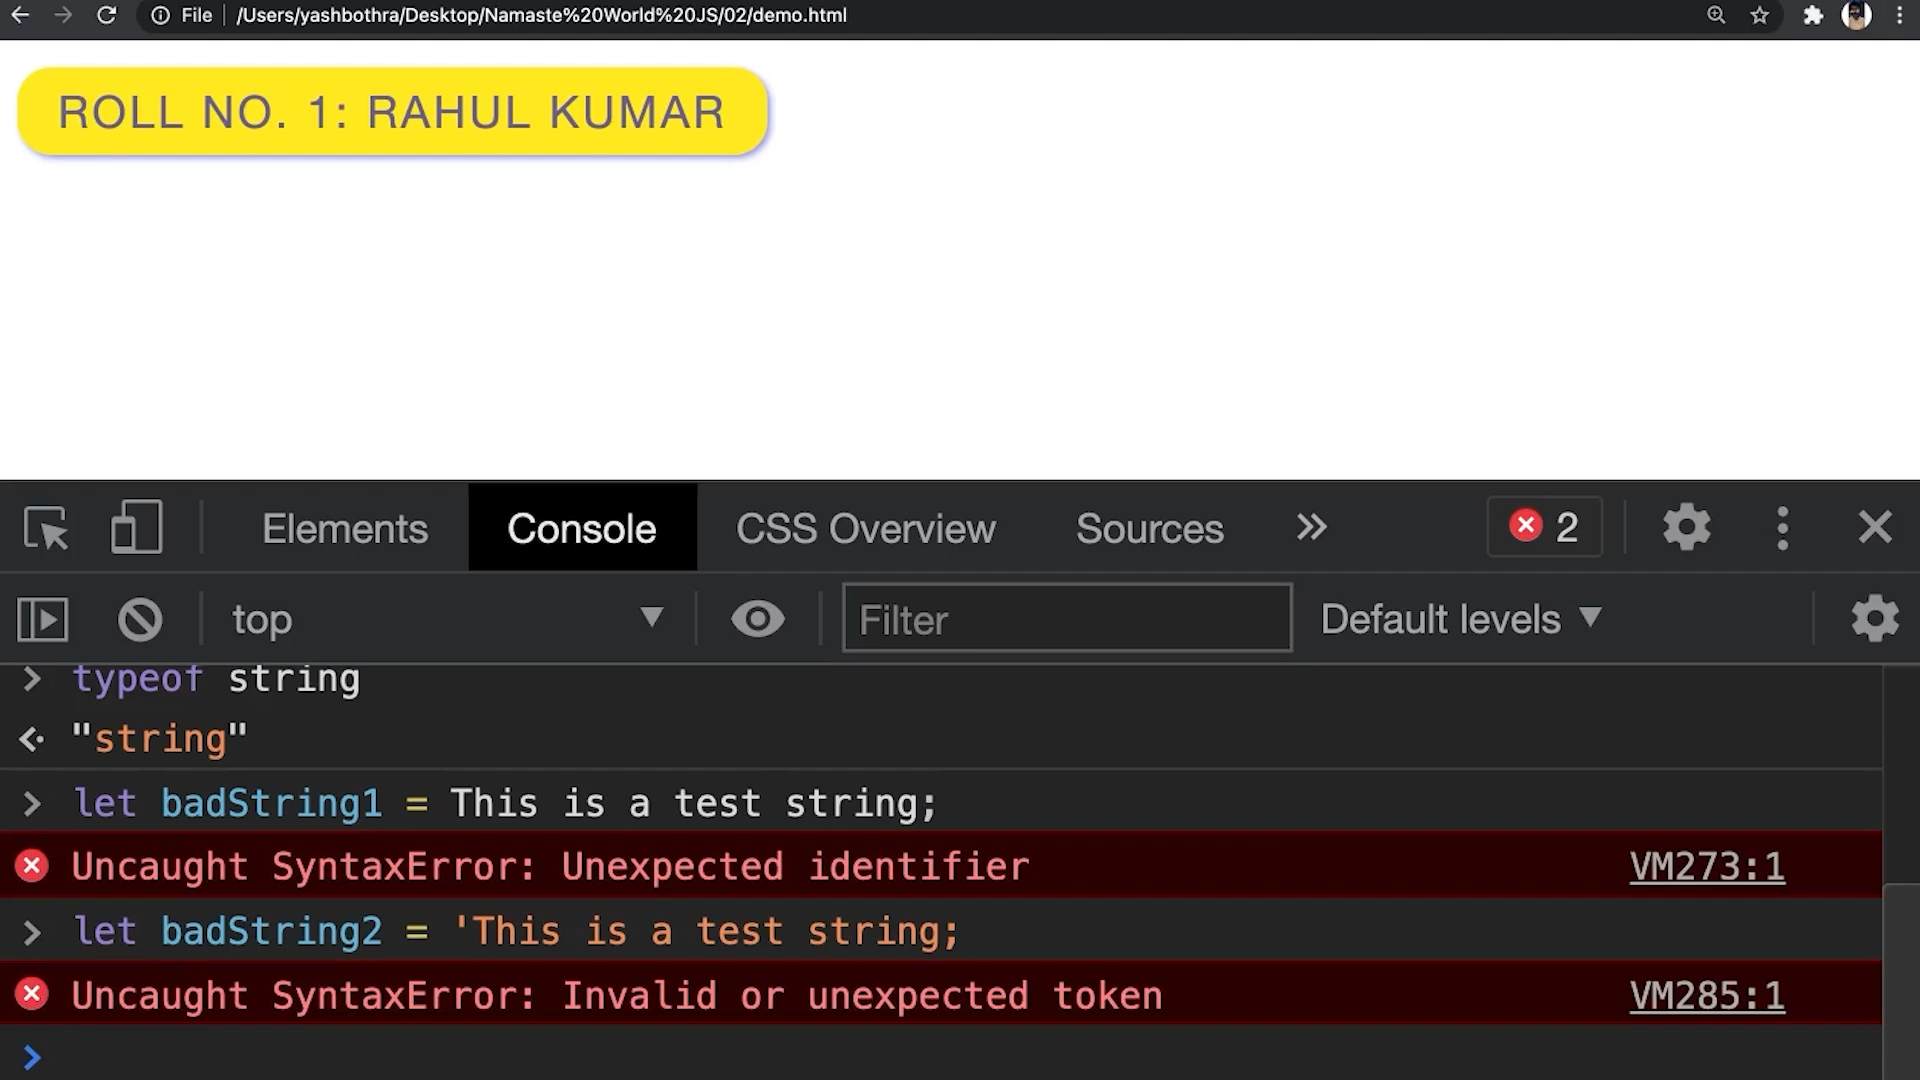 File /Users/yashbothra/Desktop/Namaste%20World%20JS/02/demo.html
ROLL NO. 1: RAHUL KUMAR
Elements Console CSS Overview Sources 2
top Filter Default levels
typeof string
"string"
let badString1 = This is a test string;
Uncaught SyntaxError: Unexpected identifier VM273:1
let badString2 = 'This is a test string;
Uncaught SyntaxError: Invalid or unexpected token VM285:1